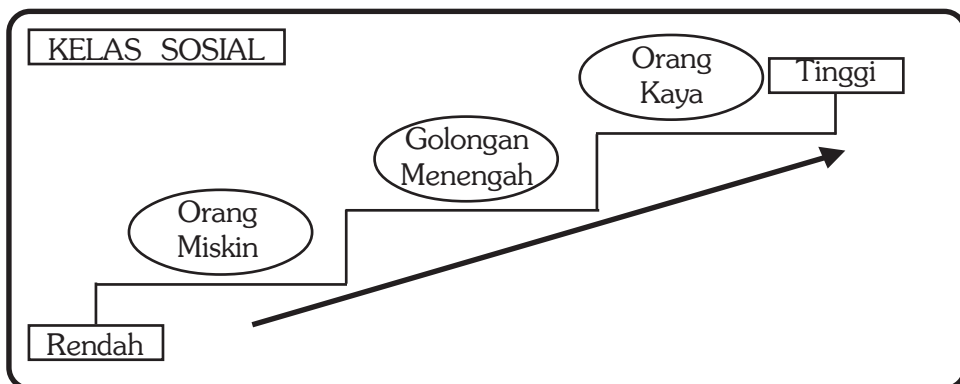 KELAS SOSIAL
Orang
Kaya
Tinggi
Golongan
Menengah
Orang
Miskin
Rendah